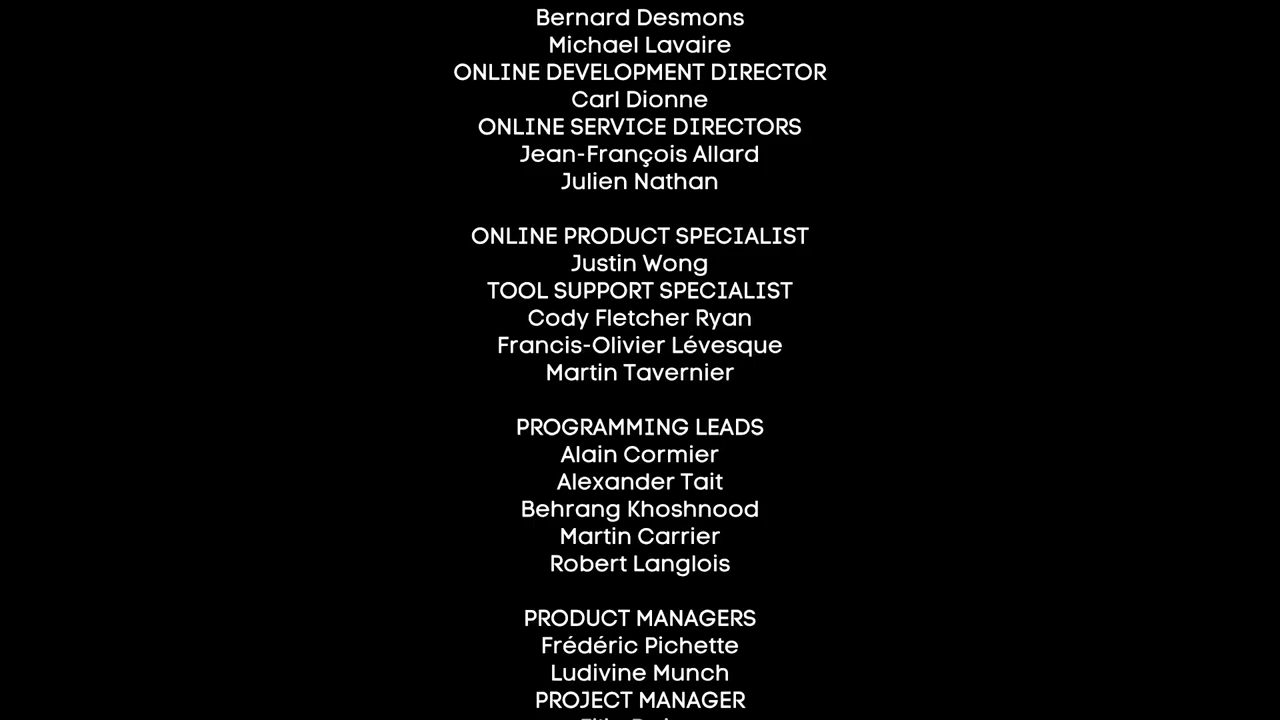 Bernard Desmons
Michael Lavaire
ONLINE DEVELOPMENT DIRECTOR
Carl Dionne
ONLINE SERVICE DIRECTORS
Jean-François Allard
Julien Nathan
ONLINE PRODUCT SPECIALIST
Justin Wong
TOOL SUPPORT SPECIALIST
Cody Fletcher Ryan
Francis-Olivier Lévesque
Martin Tavernier
PROGRAMMING LEADS
Alain Cormier
Alexander Tait
Behrang Khoshnood
Martin Carrier
Robert Langlois
PRODUCT MANAGERS
Frédéric Pichette
Ludivine Munch
PROJECT MANAGER